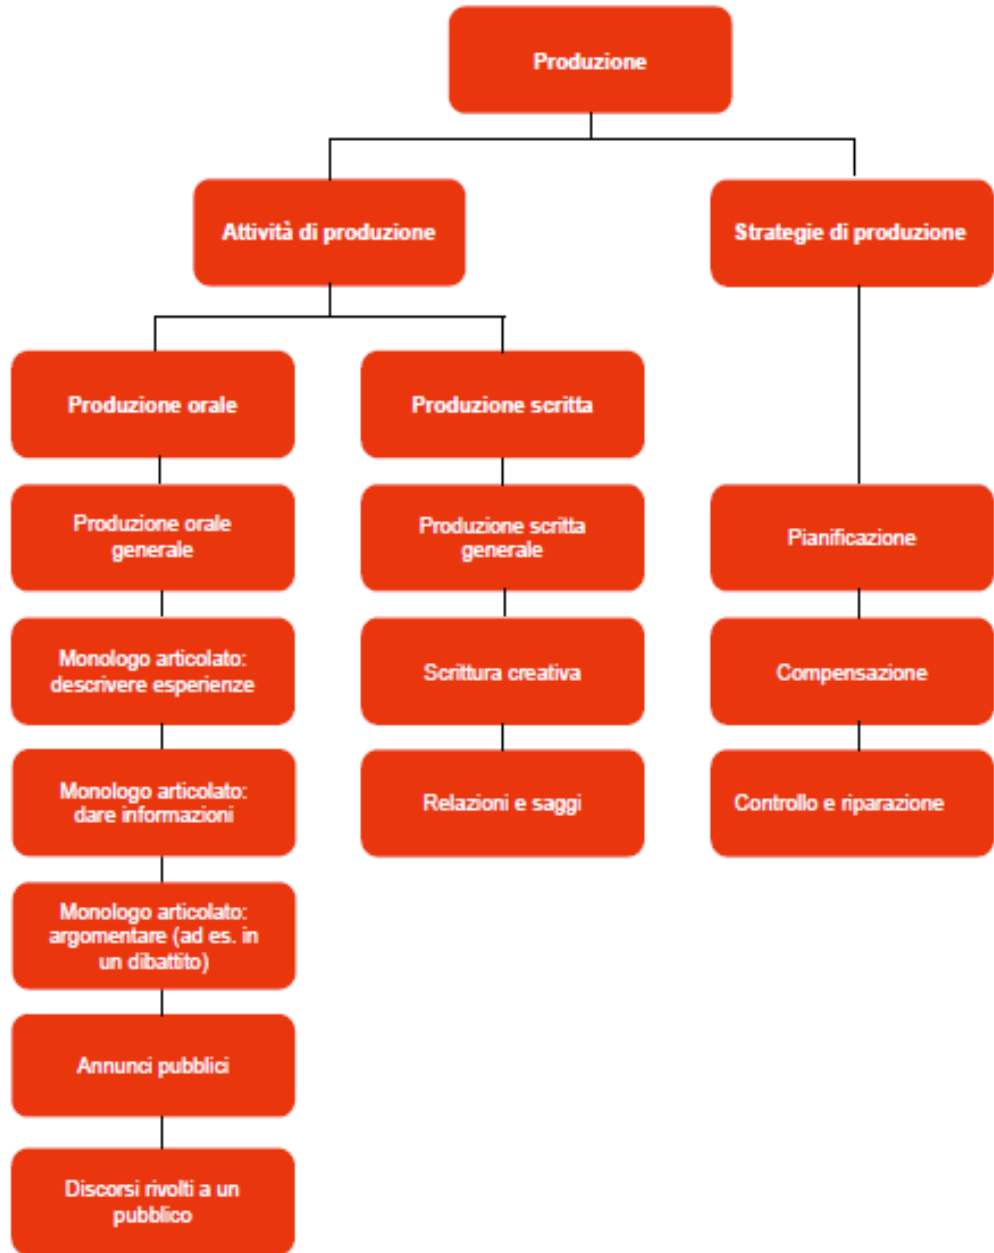 Produzione
Attività di produzione
Strategie di produzione
Produzione orale
Produzione scritta
Produzione orale
generale
Produzione scritta
generale
Pianificazione
Monologo articolato:
descrivere esperienze
Scrittura creativa
Compensazione
Monologo articolato:
dare informazioni
Relazioni e saggi
Controllo e riparazione
Monologo articolato:
argomentare (ad es. in
un dibattito)
Annunci pubblici
Discorsi rivolti a un
pubblico